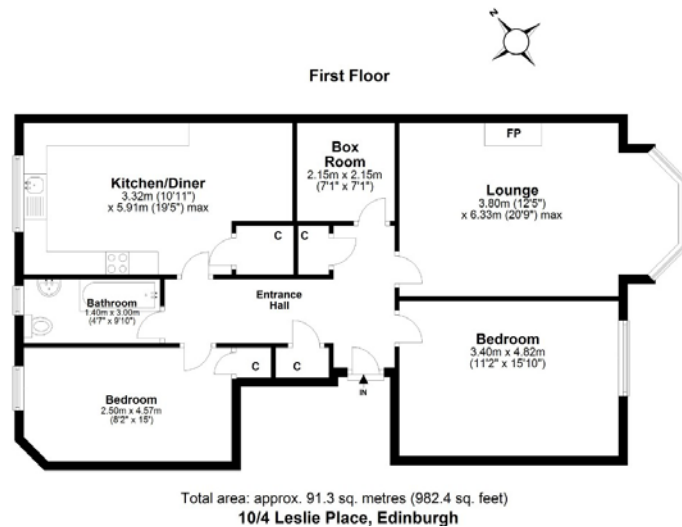 N
First Floor
FP
Kitchen/Diner
3.32m (10'11")
x 5.91m (19'5") max
Box
Room
2.15m x 2.15m
(7'1" x 7'1")
Lounge
3.80m (12'5")
x 6.33m (20'9") max
C
C
Bathroom
1.40m x 3.00m
(4'7" x 9'10")
Entrance
Hall
Bedroom
3.40m x 4.82m
(11'2" x 15'10")
C
C
Bedroom
2.50m x 4.57m
(8'2" x 15')
IN
Total area: approx. 91.3 sq. metres (982.4 sq. feet)
10/4 Leslie Place, Edinburgh